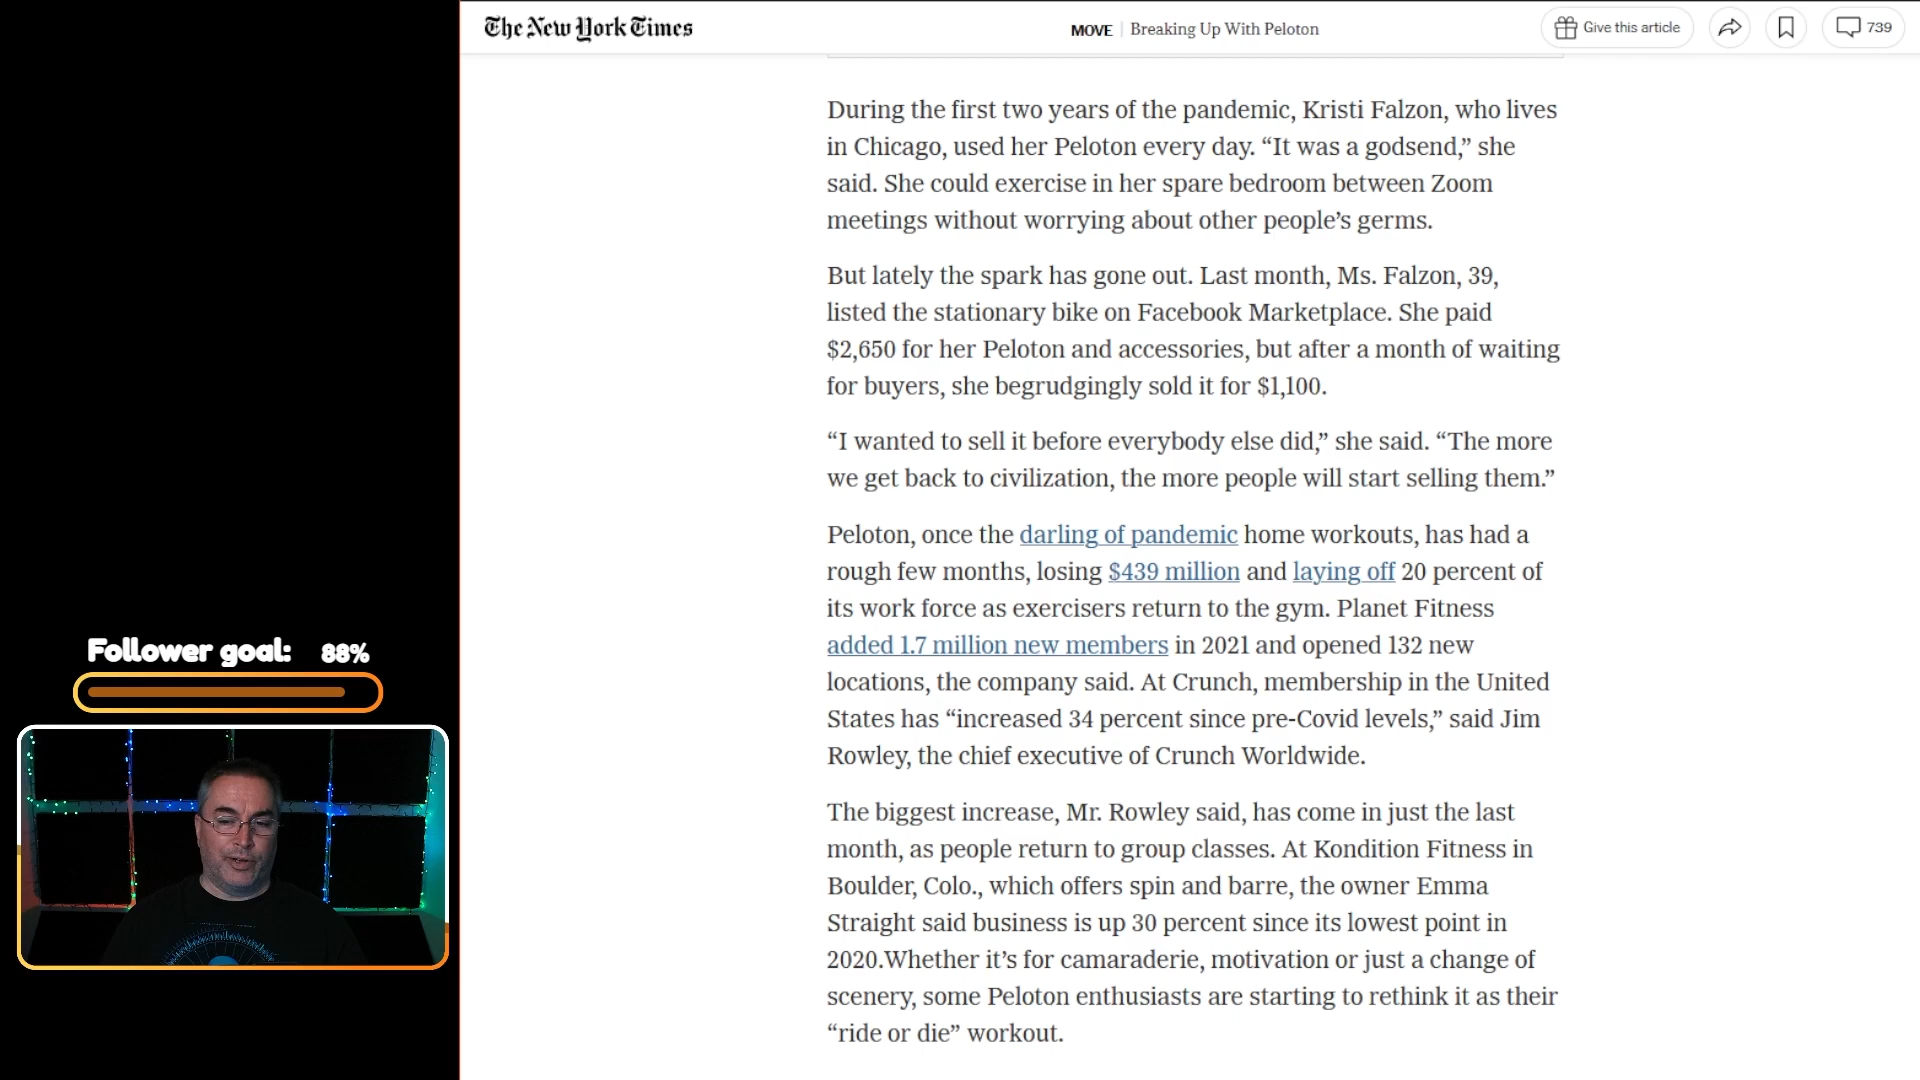 The New York Times
MOVE | Breaking Up With Peloton
Give this article
739
During the first two years of the pandemic, Kristi Falzon, who lives
in Chicago, used her Peloton every day. “It was a godsend,” she
said. She could exercise in her spare bedroom between Zoom
meetings without worrying about other people’s germs.
But lately the spark has gone out. Last month, Ms. Falzon, 39,
listed the stationary bike on Facebook Marketplace. She paid
$2,650 for her Peloton and accessories, but after a month of waiting
for buyers, she begrudgingly sold it for $1,100.
“I wanted to sell it before everybody else did,” she said. “The more
we get back to civilization, the more people will start selling them.”
Peloton, once the darling of pandemic home workouts, has had a
rough few months, losing $439 million and laying off 20 percent of
its work force as exercisers return to the gym. Planet Fitness
added 1.7 million new members in 2021 and opened 132 new
locations, the company said. At Crunch, membership in the United
States has “increased 34 percent since pre-Covid levels,” said Jim
Rowley, the chief executive of Crunch Worldwide.
The biggest increase, Mr. Rowley said, has come in just the last
month, as people return to group classes. At Kondition Fitness in
Boulder, Colo., which offers spin and barre, the owner Emma
Straight said business is up 30 percent since its lowest point in
2020.Whether it’s for camaraderie, motivation or just a change of
scenery, some Peloton enthusiasts are starting to rethink it as their
“ride or die” workout.
Follower goal: 88%